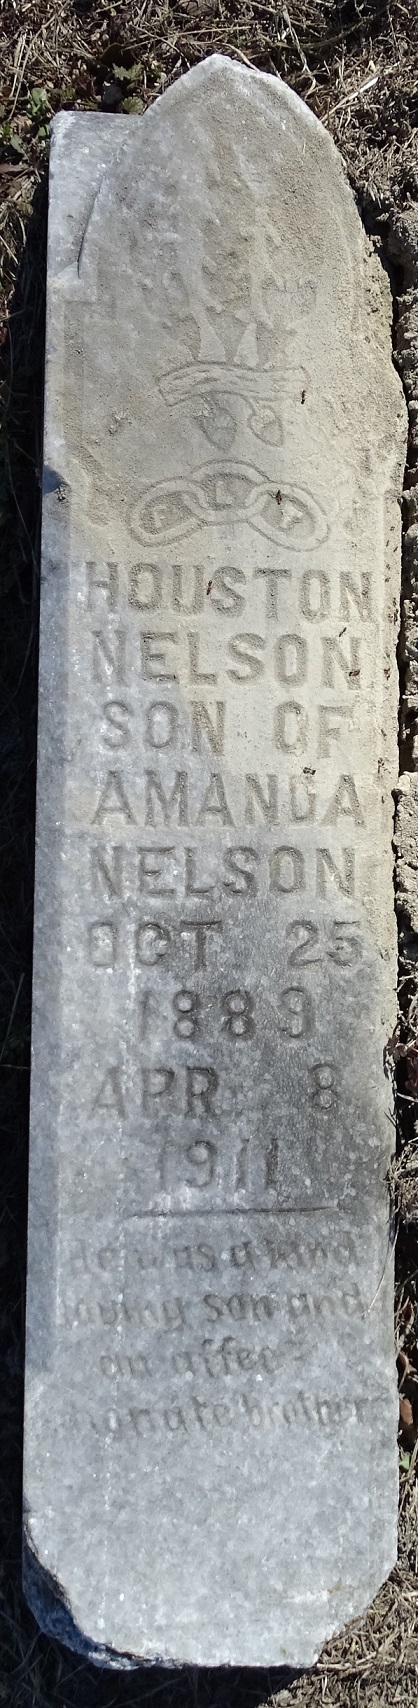 F L T
HOUSTON
NELSON
SON OF
AMANDA
NELSON
OCT 25
1889
APR 8
1911
He was a kind
loving son and
an affec-
tionate brother